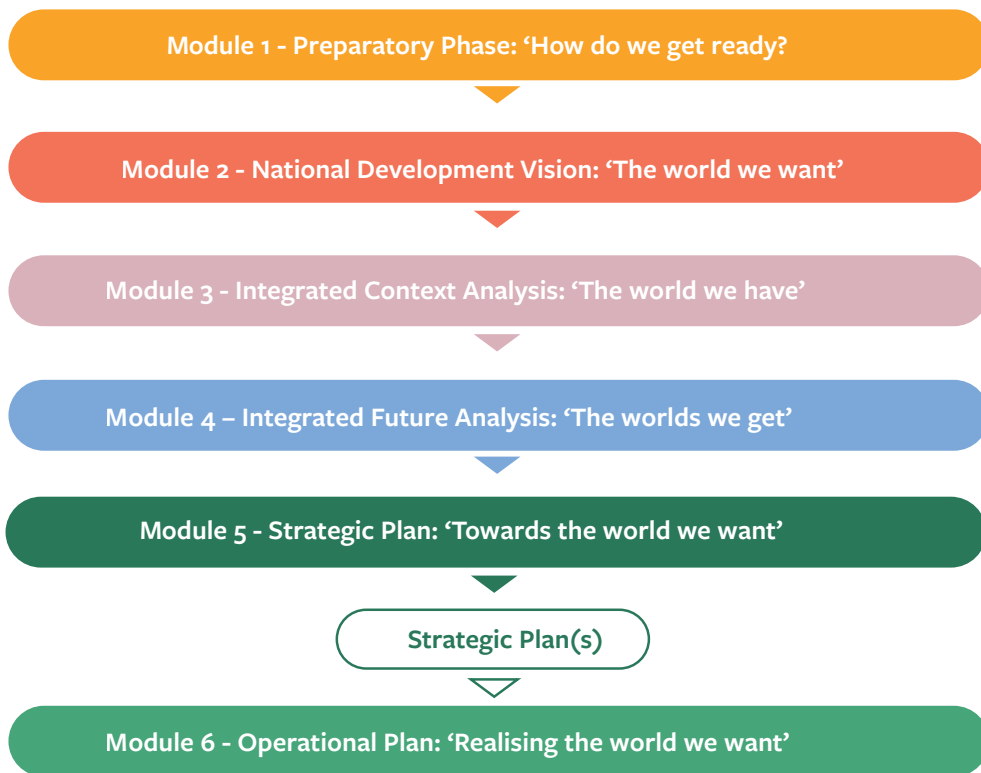 Module 1 - Preparatory Phase: ‘How do we get ready?
Module 2 - National Development Vision: ‘The world we want’
Module 3 - Integrated Context Analysis: ‘The world we have’
Module 4 – Integrated Future Analysis: ‘The worlds we get’
Module 5 - Strategic Plan: ‘Towards the world we want’
Strategic Plan(s)
Module 6 - Operational Plan: ‘Realising the world we want’